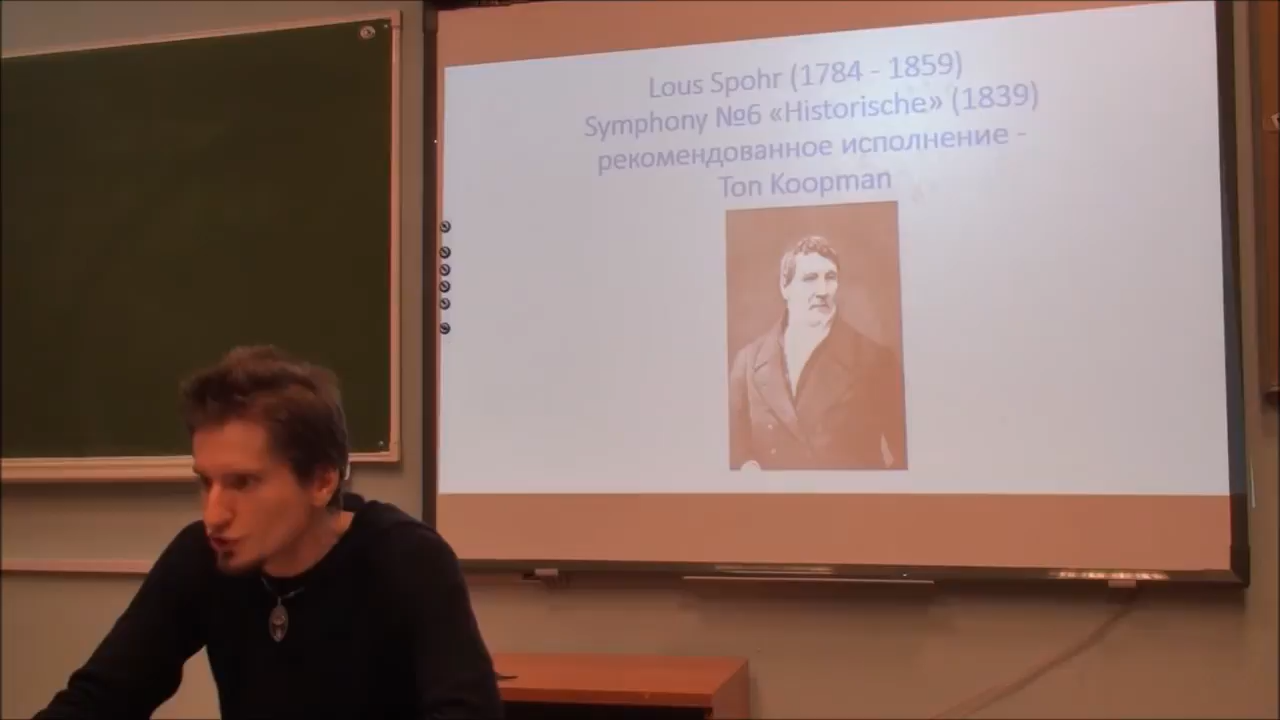 Lous Spohr (1784 - 1859)
Symphony №6 «Historische» (1839)
рекомендованное исполнение -
Ton Koopman